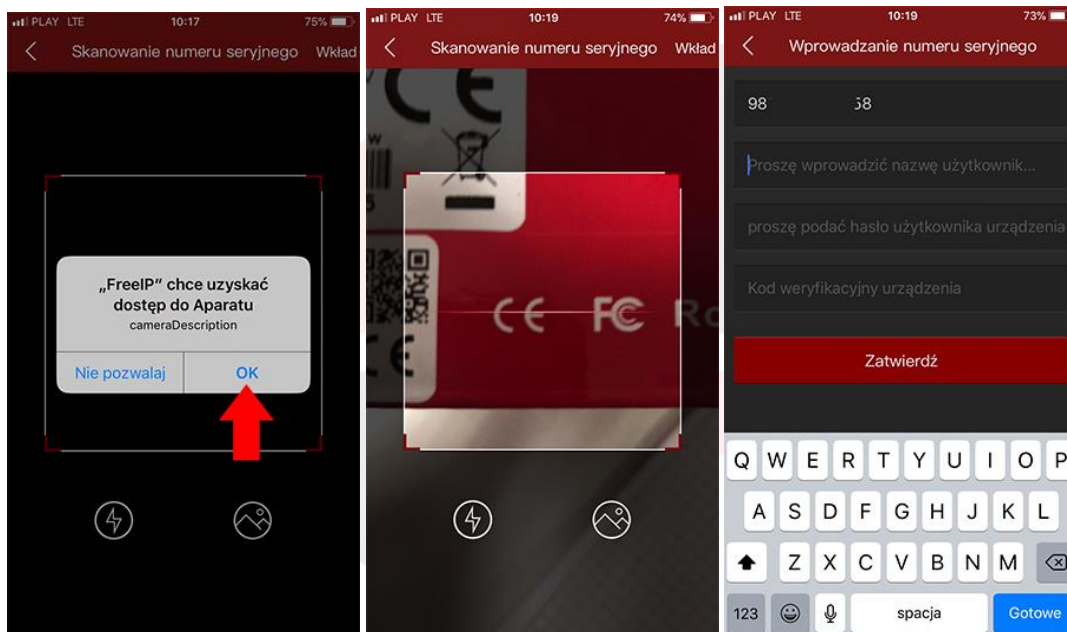 PLAY LTE 10:17 75%
Skanowanie numeru seryjnego Wkład
„FreeIP” chce uzyskać
dostęp do Aparatu
cameraDescription
Nie pozwalaj OK
PLAY LTE 10:19 74%
Skanowanie numeru seryjnego Wkład
CE
CE FC
PLAY LTE 10:19 73%
Wprowadzanie numeru seryjnego
98 58
Proszę wprowadzić nazwę użytkownik...
proszę podać hasło użytkownika urządzenia
Kod weryfikacyjny urządzenia
Zatwierdź
Q W E R T Y U I O P
A S D F G H J K L
Z X C V B N M
123 spacja Gotowe